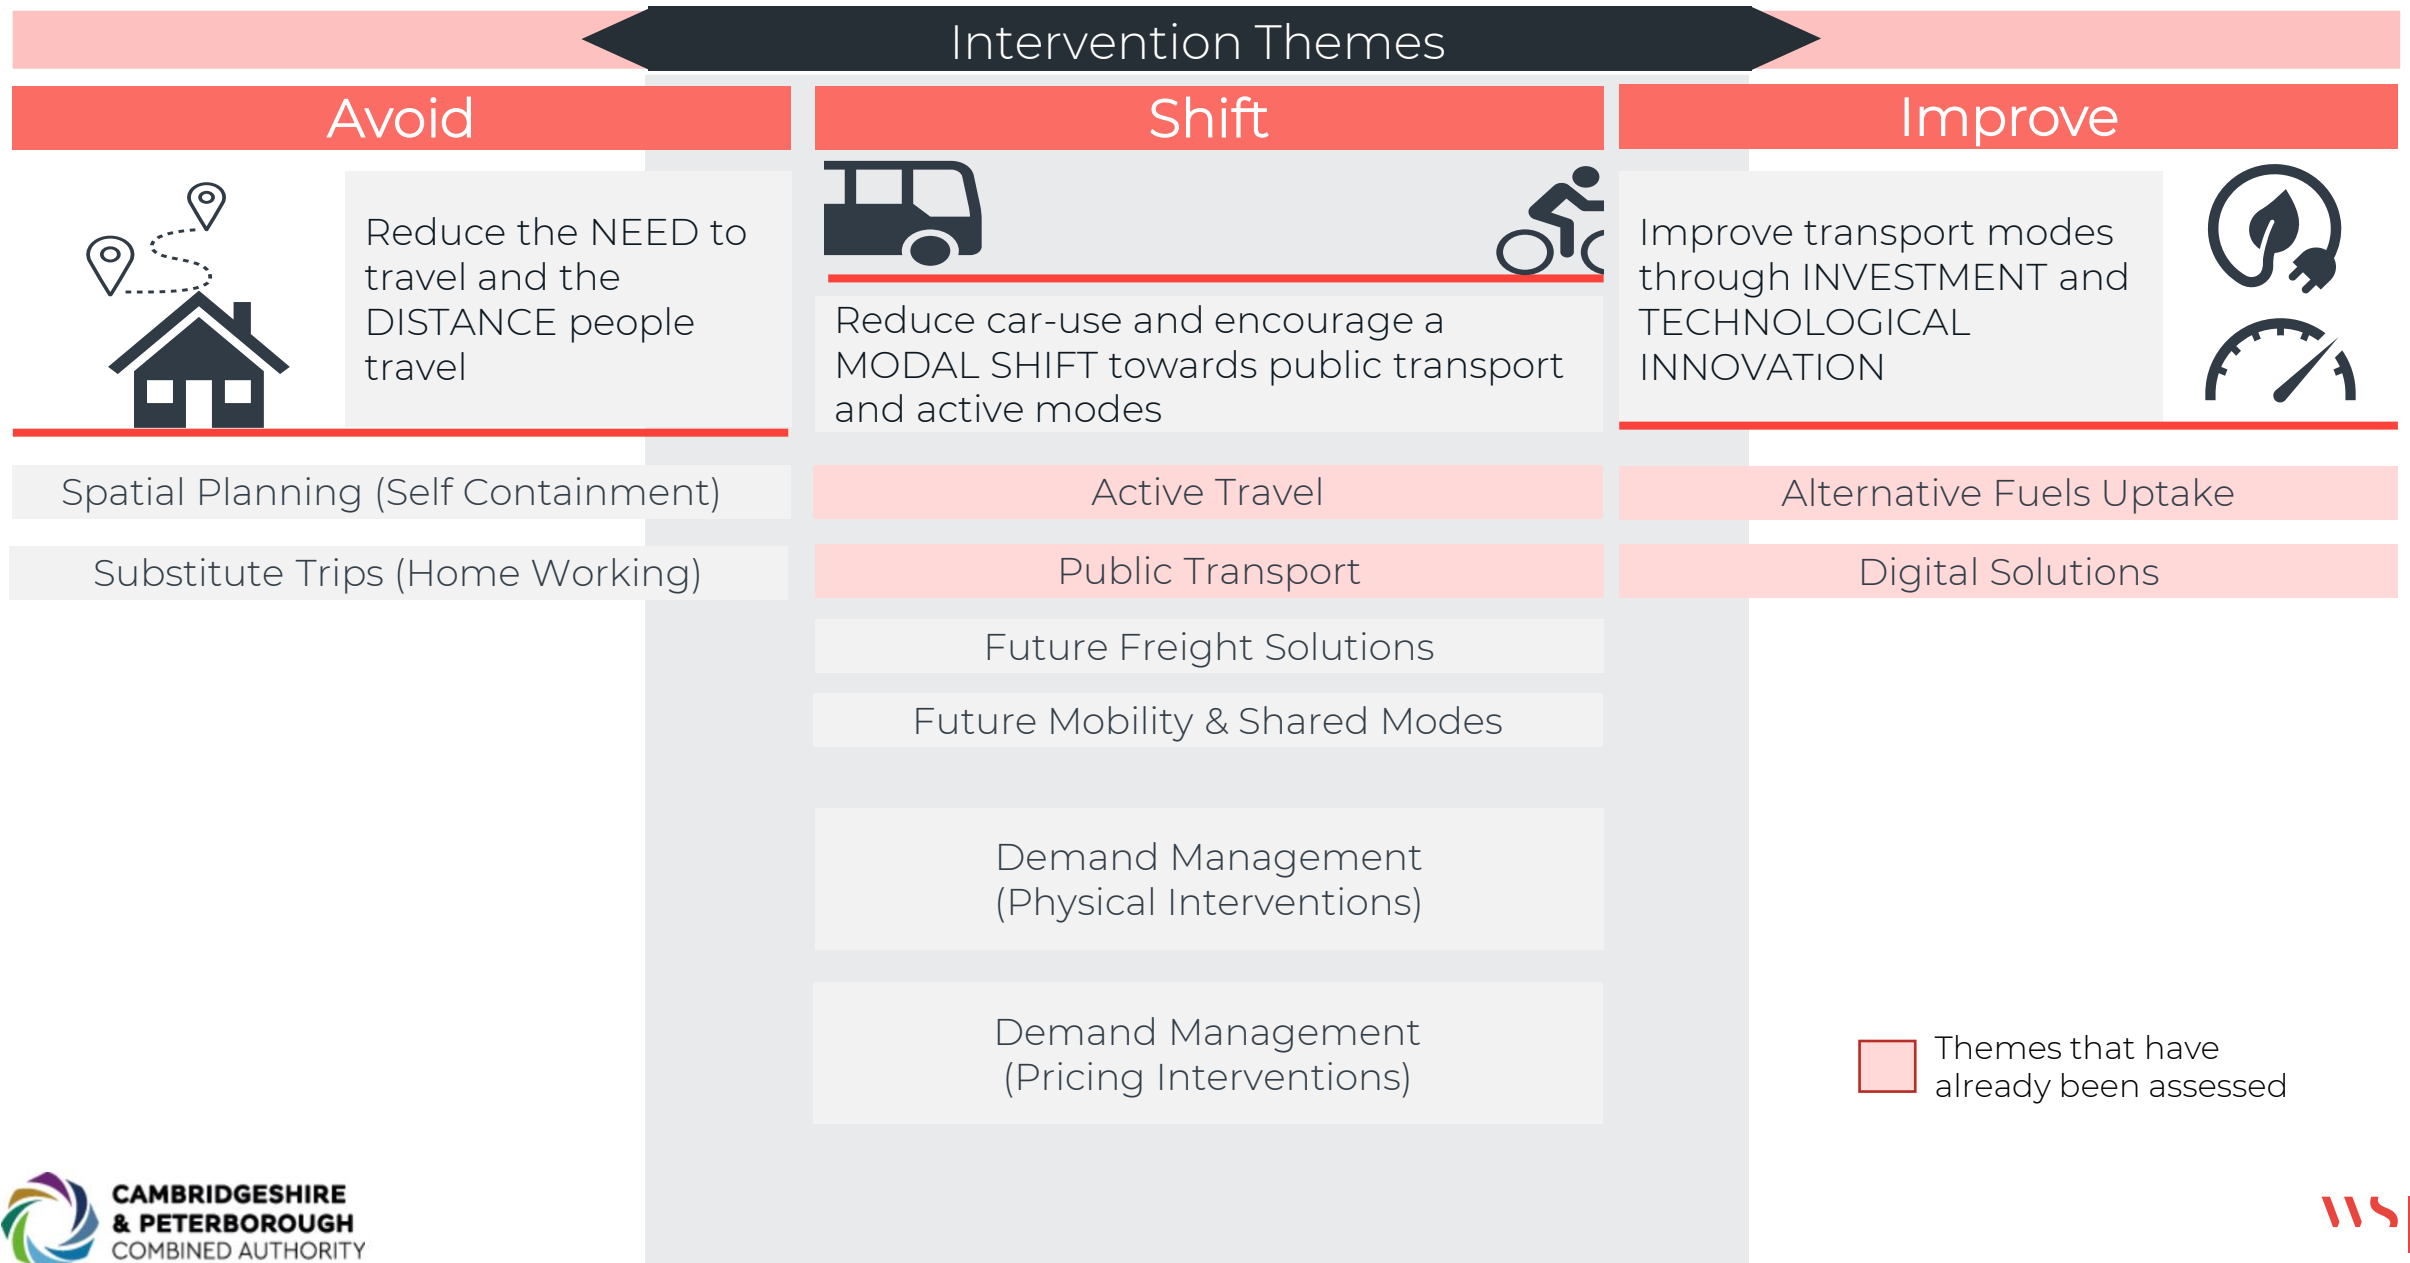 Intervention Themes
Avoid
Shift
Improve
Reduce the NEED to
travel and the
DISTANCE people
travel
Reduce car-use and encourage a
MODAL SHIFT towards public transport
and active modes
Improve transport modes
through INVESTMENT and
TECHNOLOGICAL
INNOVATION
Spatial Planning (Self Containment)
Substitute Trips (Home Working)
Active Travel
Public Transport
Future Freight Solutions
Future Mobility & Shared Modes
Demand Management
(Physical Interventions)
Demand Management
(Pricing Interventions)
Alternative Fuels Uptake
Digital Solutions
Themes that have
already been assessed
CAMBRIDGESHIRE
& PETERBOROUGH
COMBINED AUTHORITY